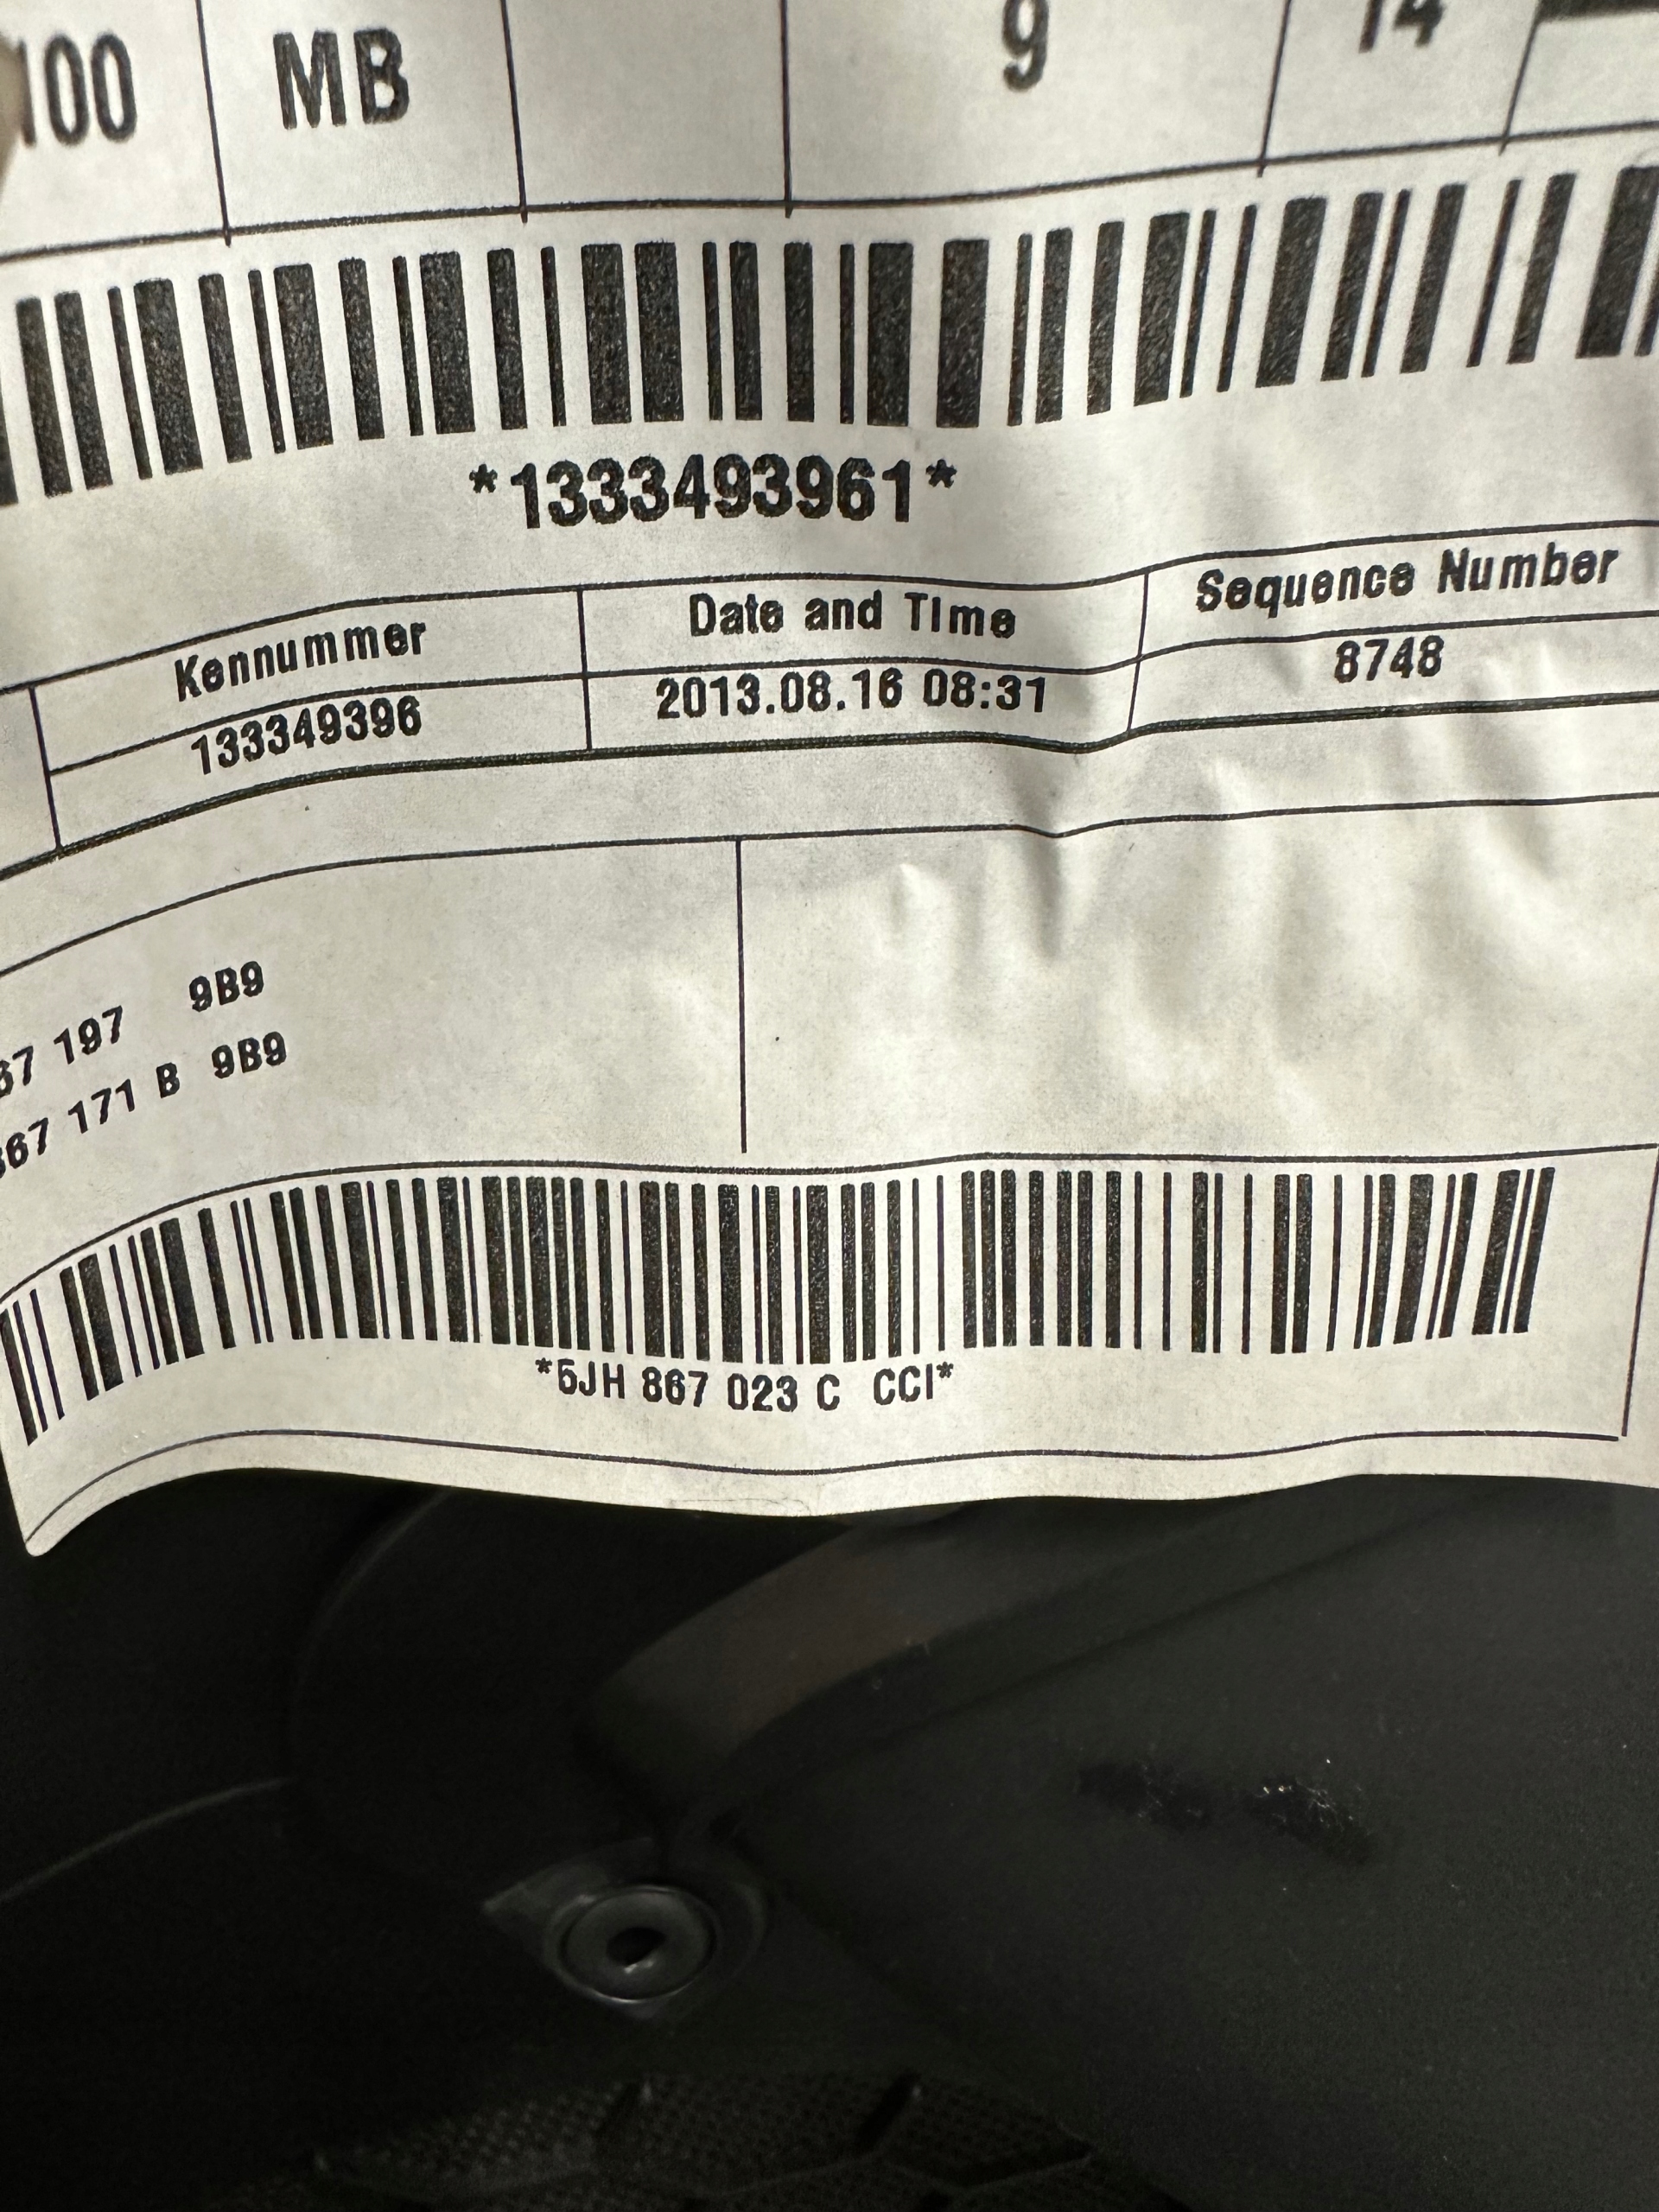 100 MB 9 14
*1333493961*
Kennummer Date and Time Sequence Number
133349396 2013.08.16 08:31 8748
67 197 9B9
867 171 B 9B9
*5JH 867 023 C CCI*